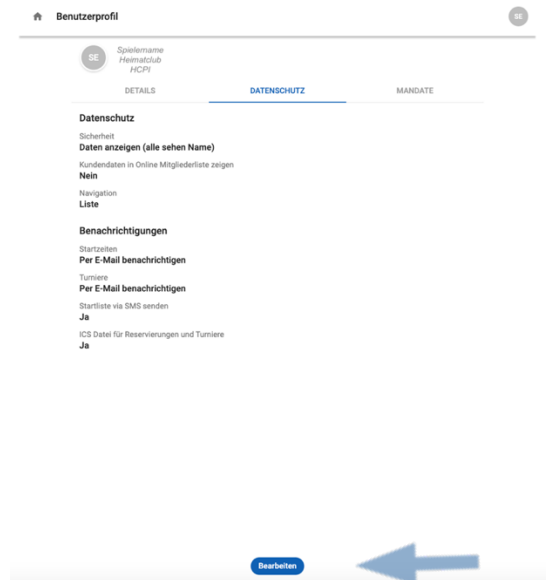 Benutzerprofil
SE
SE
Spielername
Heimatclub
HCPI
DETAILS
DATENSCHUTZ
MANDATE
Datenschutz
Sicherheit
Daten anzeigen (alle sehen Name)
Kundendaten in Online Mitgliederliste zeigen
Nein
Navigation
Liste
Benachrichtigungen
Startzeiten
Per E-Mail benachrichtigen
Turniere
Per E-Mail benachrichtigen
Startliste via SMS senden
Ja
ICS Datei für Reservierungen und Turniere
Ja
Bearbeiten